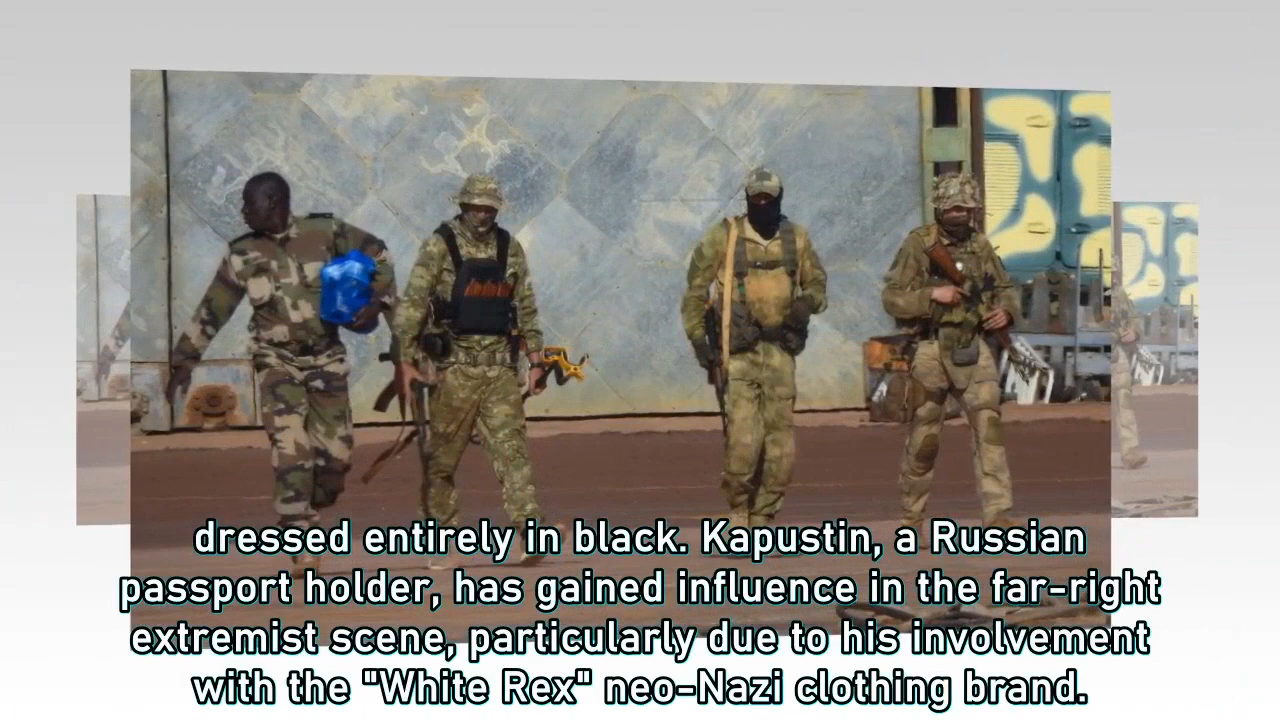 dressed entirely in black. Kapustin, a Russian
passport holder, has gained influence in the far-right
extremist scene, particularly due to his involvement
with the "White Rex" neo-Nazi clothing brand.